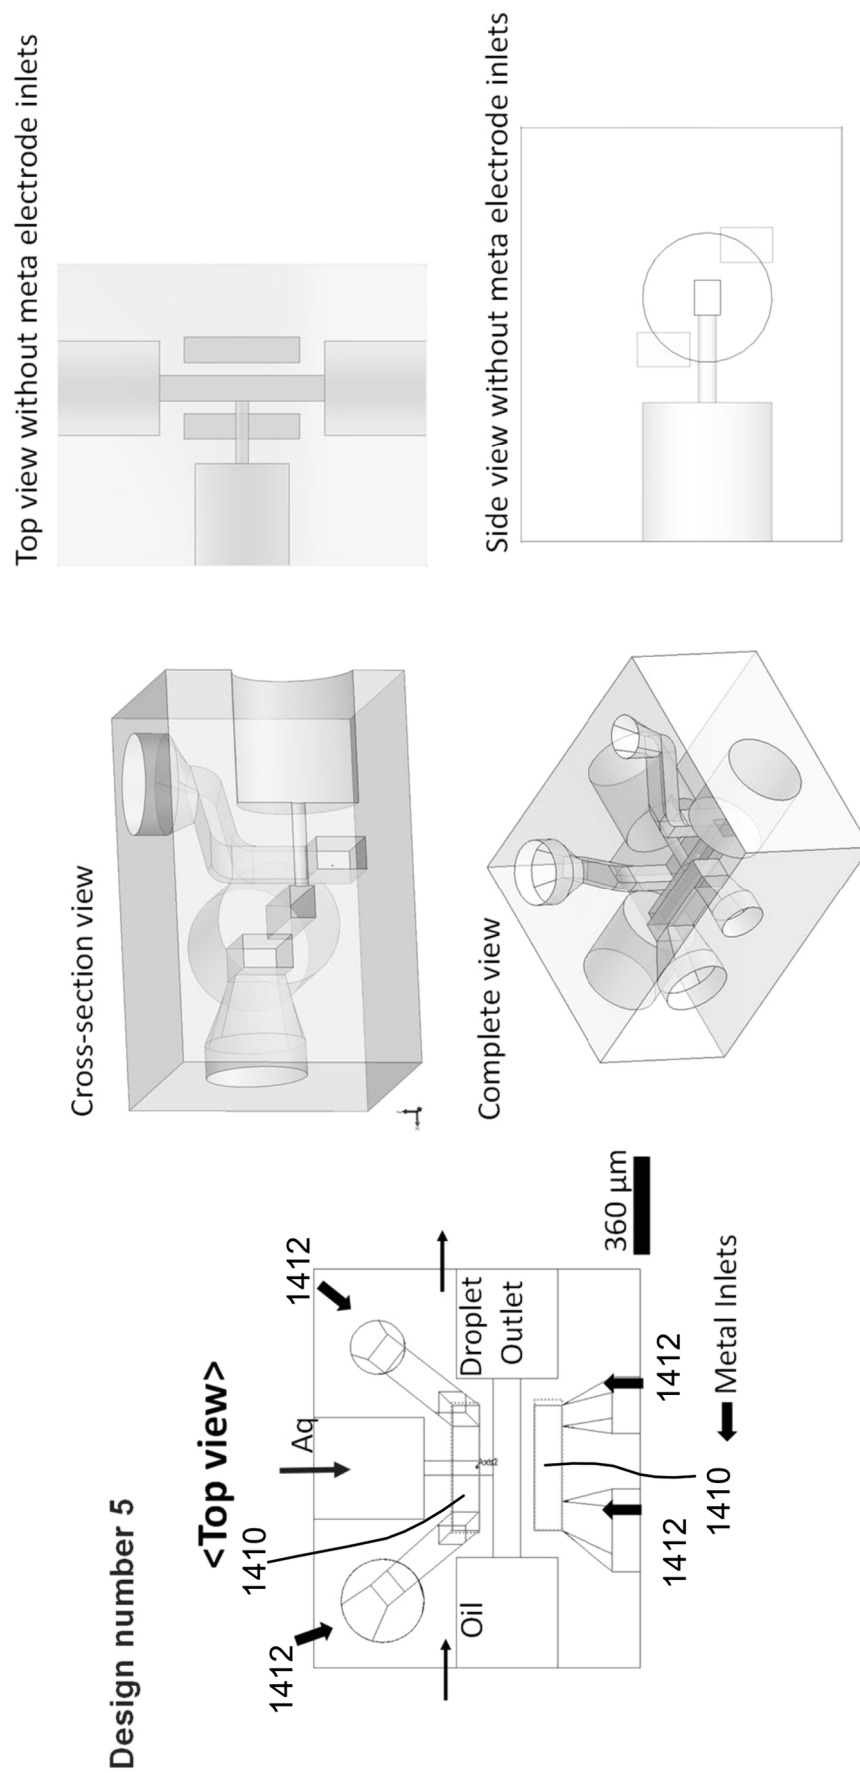 Design number 5
<Top view>
1412
1410
1412
Aq
Oil
Droplet
Outlet
1412
1410
1412
Metal Inlets
360 µm
Cross-section view
Complete view
Top view without meta electrode inlets
Side view without meta electrode inlets